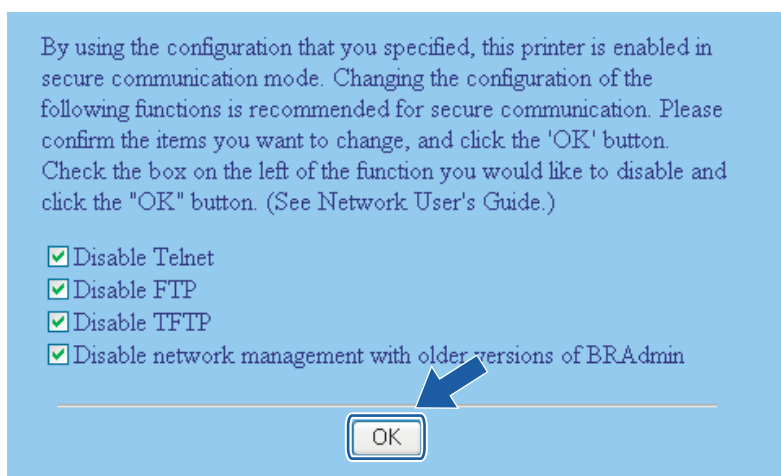 By using the configuration that you specified, this printer is enabled in
secure communication mode. Changing the configuration of the
following functions is recommended for secure communication. Please
confirm the items you want to change, and click the 'OK' button.
Check the box on the left of the function you would like to disable and
click the "OK" button. (See Network User's Guide.)
Disable Telnet
Disable FTP
Disable TFTP
Disable network management with older versions of BRAdmin
OK